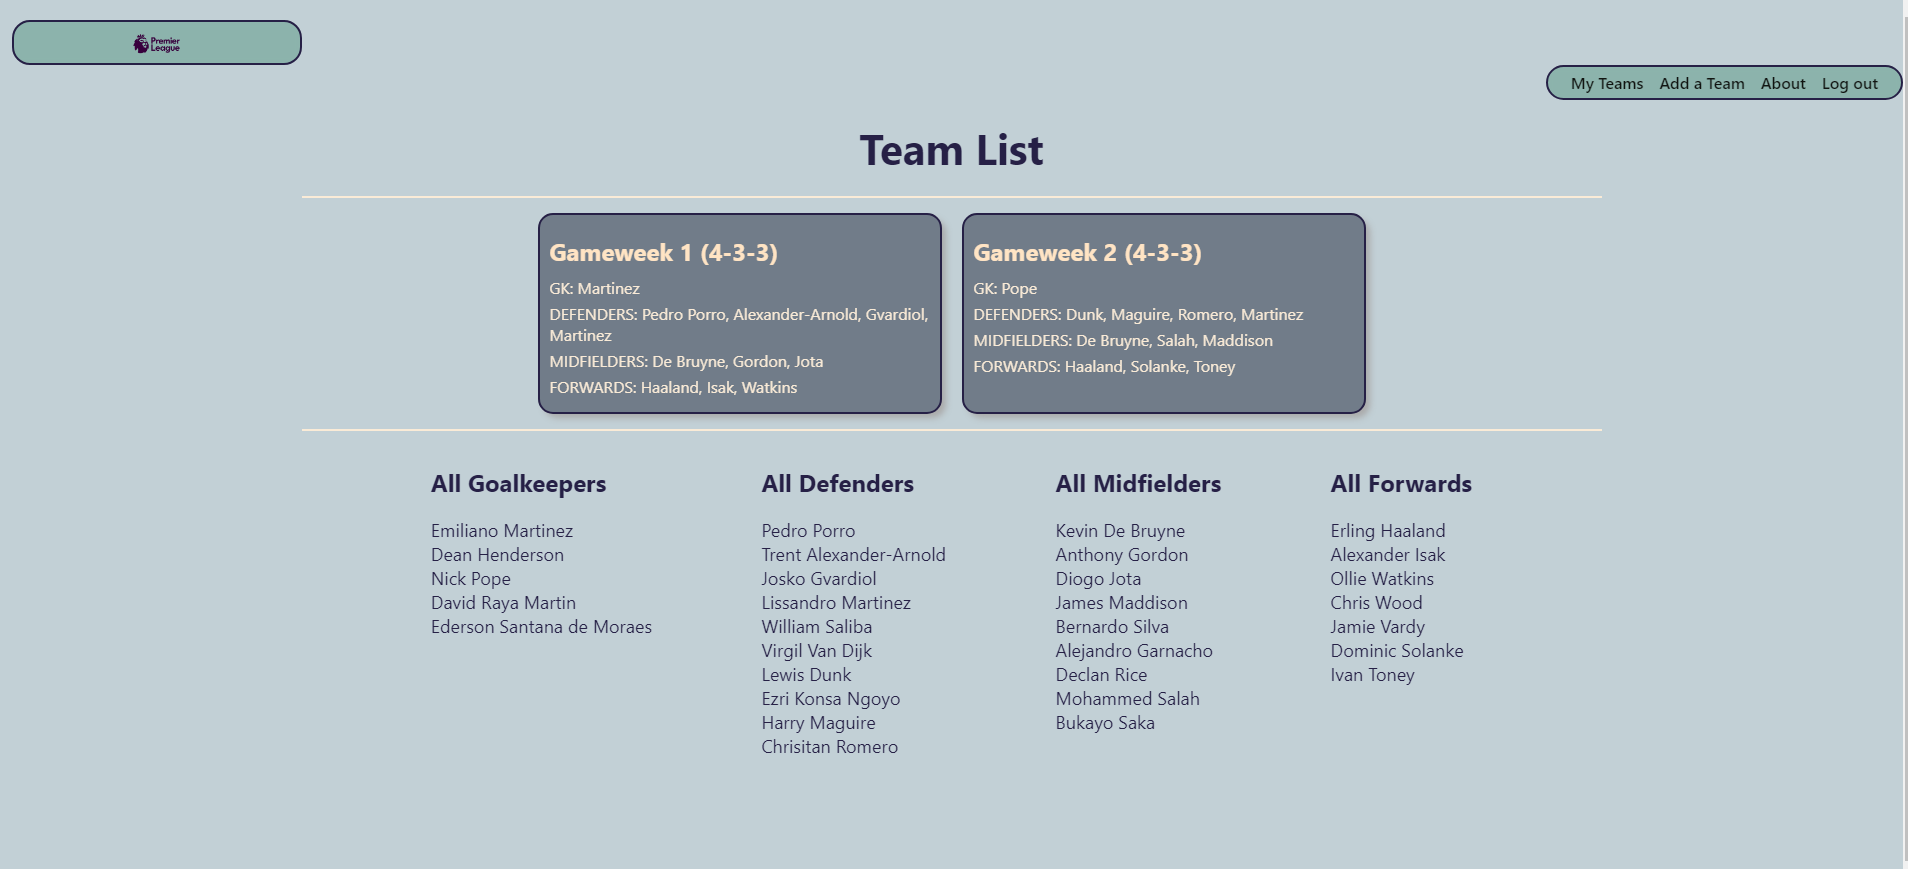 Premier
League
My Teams Add a Team About Log out
Team List
Gameweek 1 (4-3-3)
GK: Martinez
DEFENDERS: Pedro Porro, Alexander-Arnold, Gvardiol,
Martinez
MIDFIELDERS: De Bruyne, Gordon, Jota
FORWARDS: Haaland, Isak, Watkins
Gameweek 2 (4-3-3)
GK: Pope
DEFENDERS: Dunk, Maguire, Romero, Martinez
MIDFIELDERS: De Bruyne, Salah, Maddison
FORWARDS: Haaland, Solanke, Toney
All Goalkeepers
Emiliano Martinez
Dean Henderson
Nick Pope
David Raya Martin
Ederson Santana de Moraes
All Defenders
Pedro Porro
Trent Alexander-Arnold
Josko Gvardiol
Lissandro Martinez
William Saliba
Virgil Van Dijk
Lewis Dunk
Ezri Konsa Ngoyo
Harry Maguire
Chrisitan Romero
All Midfielders
Kevin De Bruyne
Anthony Gordon
Diogo Jota
James Maddison
Bernardo Silva
Alejandro Garnacho
Declan Rice
Mohammed Salah
Bukayo Saka
All Forwards
Erling Haaland
Alexander Isak
Ollie Watkins
Chris Wood
Jamie Vardy
Dominic Solanke
Ivan Toney